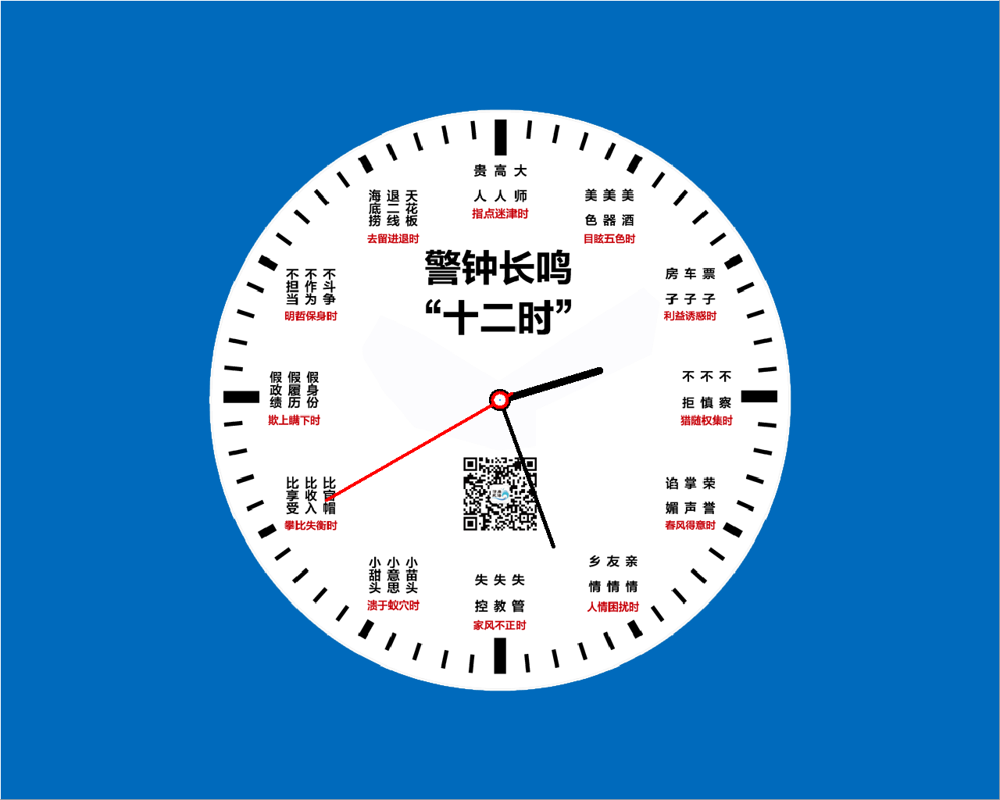 警钟长鸣
“十二时”
贵 高 大
人 人 师
指点迷津时
美 美 美
色 器 酒
目眩五色时
房 车 票
子 子 子
利益诱惑时
不 不 不
拒 慎 察
猎随权集时
谄 掌 荣
媚 声 誉
春风得意时
乡 友 亲
情 情 情
人情困扰时
失 失 失
控 教 管
家风不正时
小甜头
小意思
小苗头
溃于蚁穴时
比享受
比收入
比官帽
攀比失衡时
假政绩
假履历
假身份
欺上瞒下时
不担当
不作为
不斗争
明哲保身时
海底捞
退二线
天花板
去留进退时